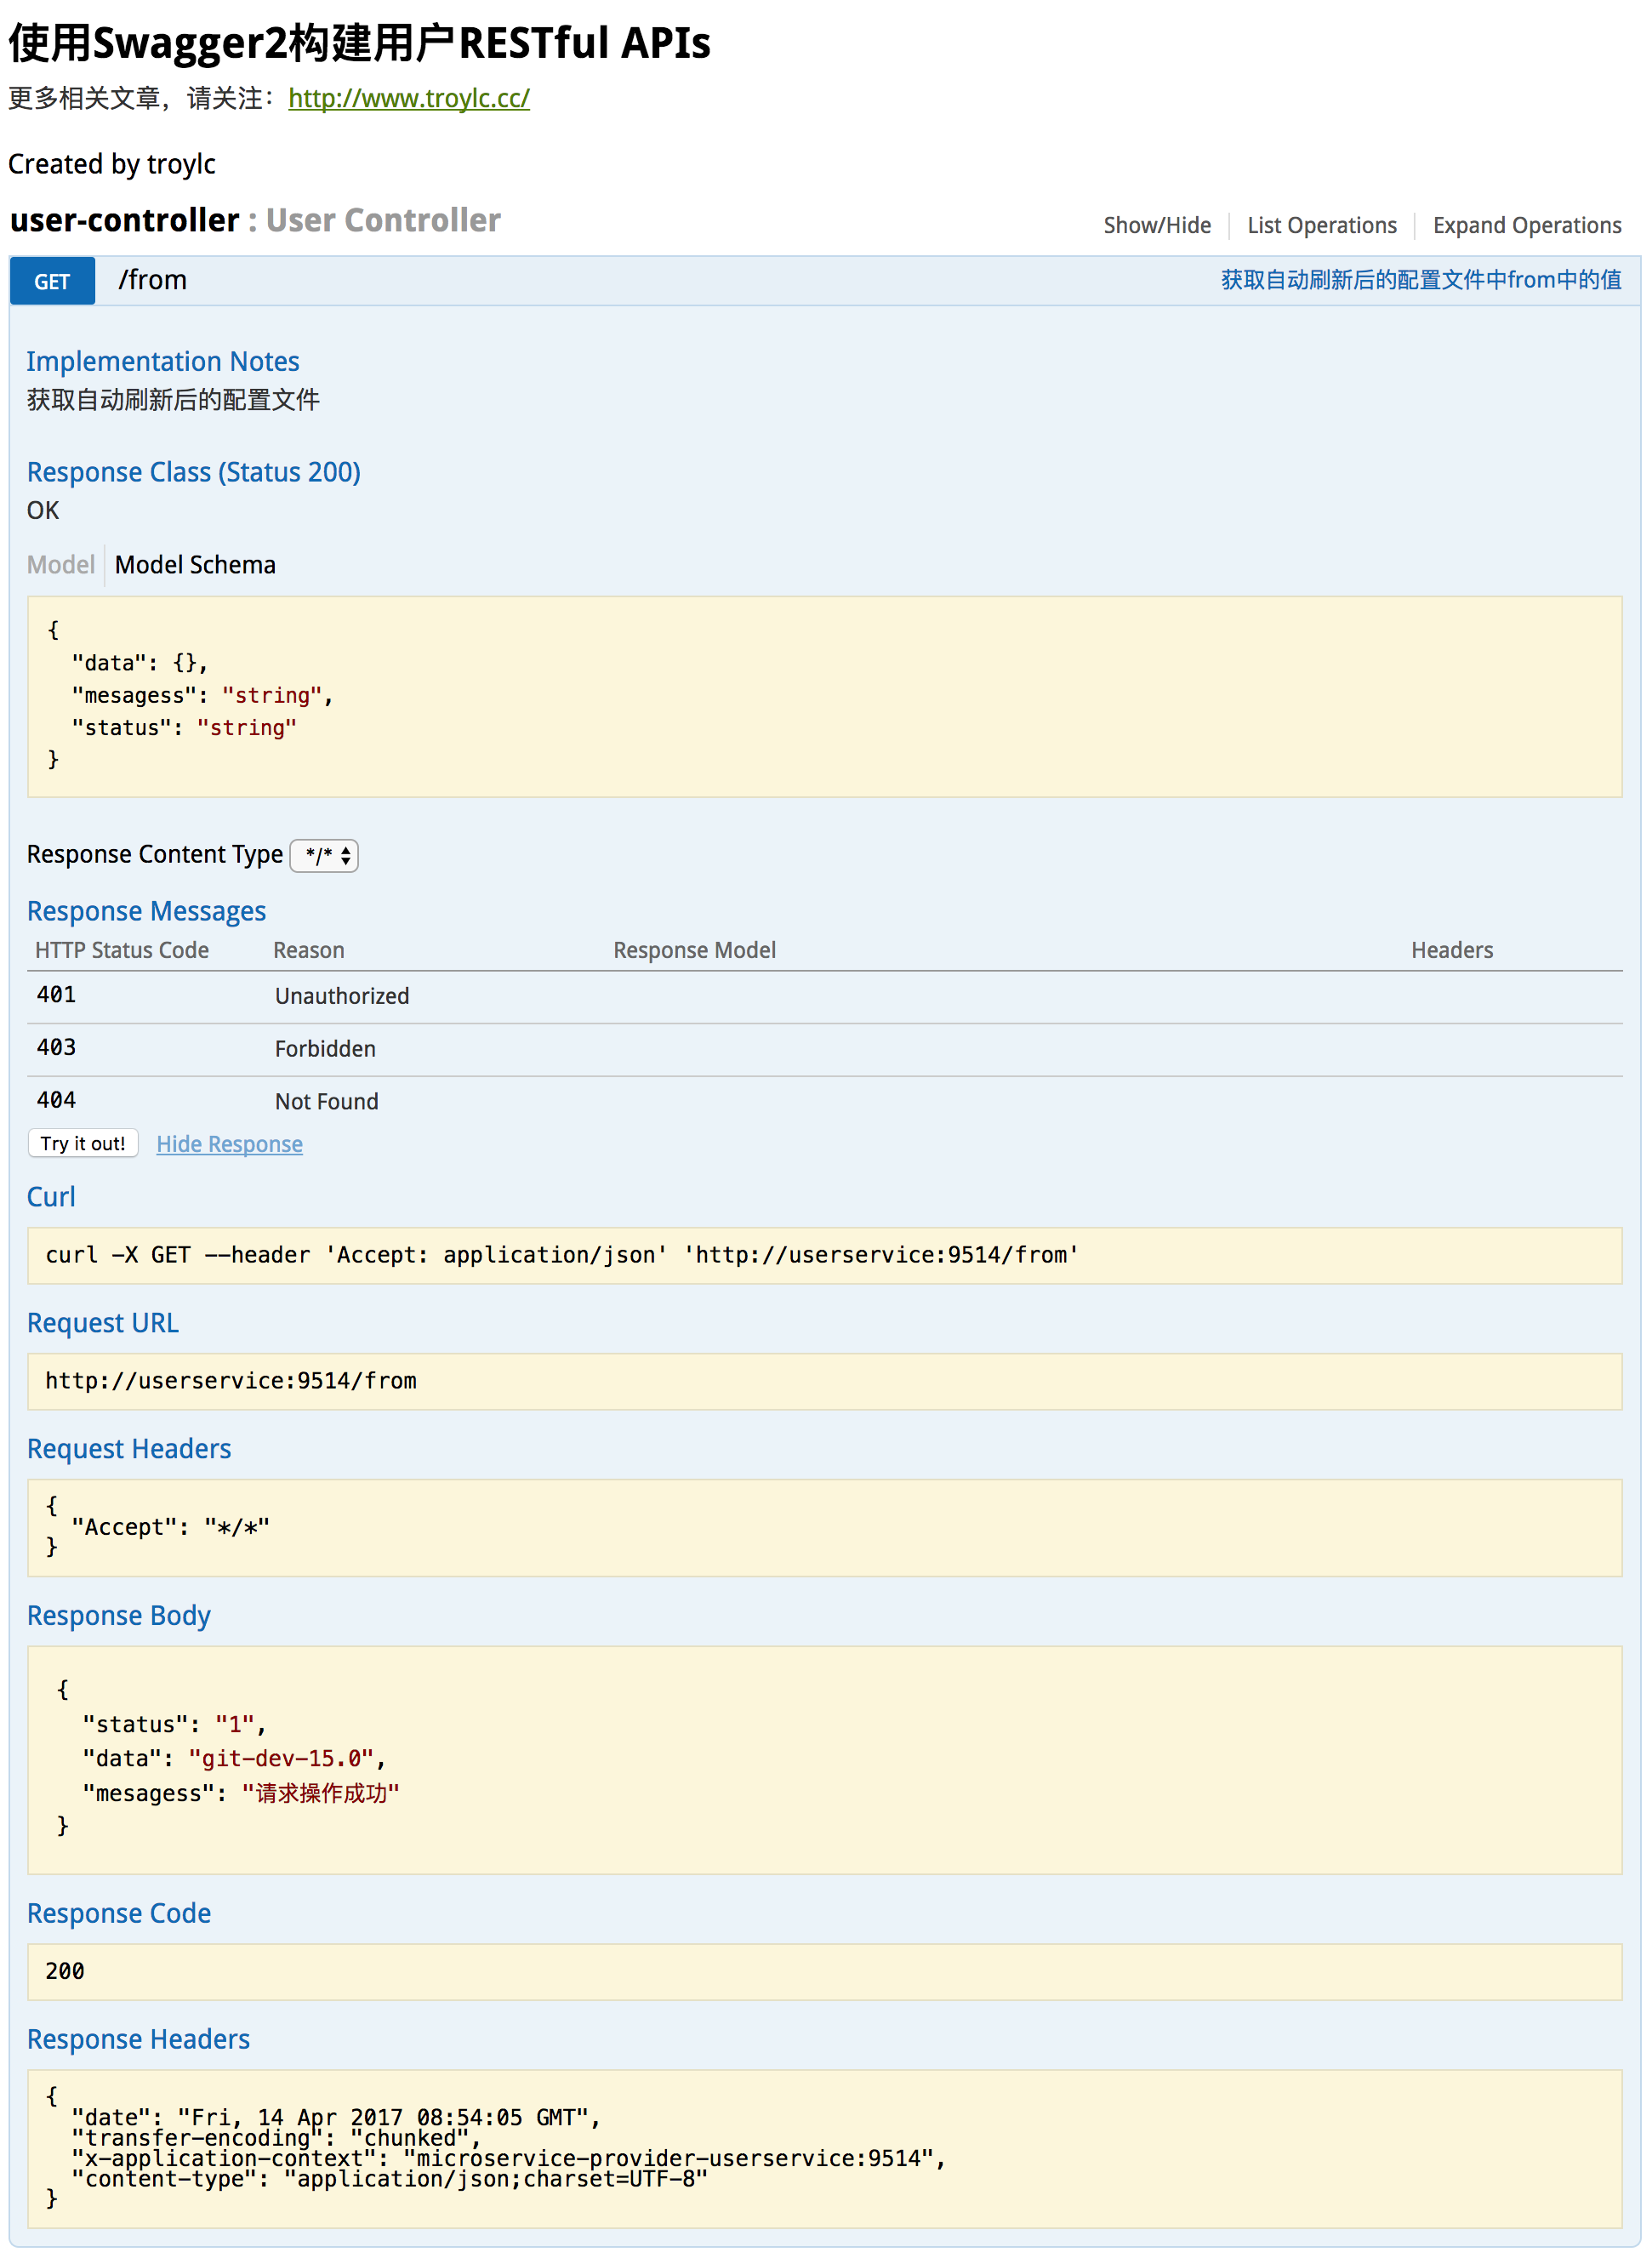 使用Swagger2构建用户RESTful APIs
更多相关文章，请关注：http://www.troylc.cc/
Created by troylc
user-controller : User Controller
Show/Hide List Operations Expand Operations
GET /from 获取自动刷新后的配置文件中from中的值
Implementation Notes
获取自动刷新后的配置文件
Response Class (Status 200)
OK
Model Model Schema
{
  "data": {},
  "mesagess": "string",
  "status": "string"
}
Response Content Type */*
Response Messages
HTTP Status Code Reason Response Model Headers
401 Unauthorized
403 Forbidden
404 Not Found
Try it out! Hide Response
Curl
curl -X GET --header 'Accept: application/json' 'http://userservice:9514/from'
Request URL
http://userservice:9514/from
Request Headers
{
  "Accept": "*/*"
}
Response Body
{
  "status": "1",
  "data": "git-dev-15.0",
  "mesagess": "请求操作成功"
}
Response Code
200
Response Headers
{
  "date": "Fri, 14 Apr 2017 08:54:05 GMT",
  "transfer-encoding": "chunked",
  "x-application-context": "microservice-provider-userservice:9514",
  "content-type": "application/json;charset=UTF-8"
}